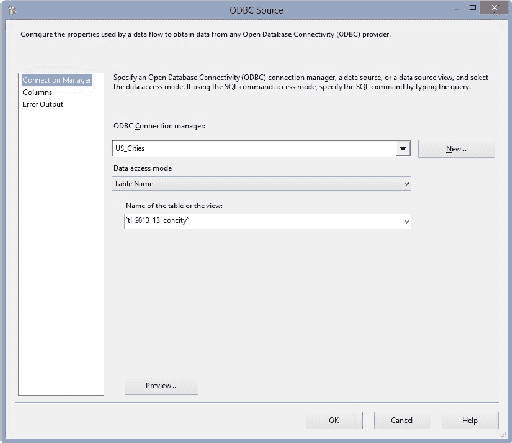 ODBC Source
Configure the properties used by a data flow to obtain data from any Open Database Connectivity (ODBC) provider.
Connection Manager
Columns
Error Output
Specify an Open Database Connectivity (ODBC) connection manager, a data source, or a data source view, and select
the data access mode. If using the SQL command access mode, specify the SQL command by typing the query.
ODBC Connection manager:
US_Cities
New...
Data access mode
Table Name
Name of the table or the view:
Preview...
OK
Cancel
Help